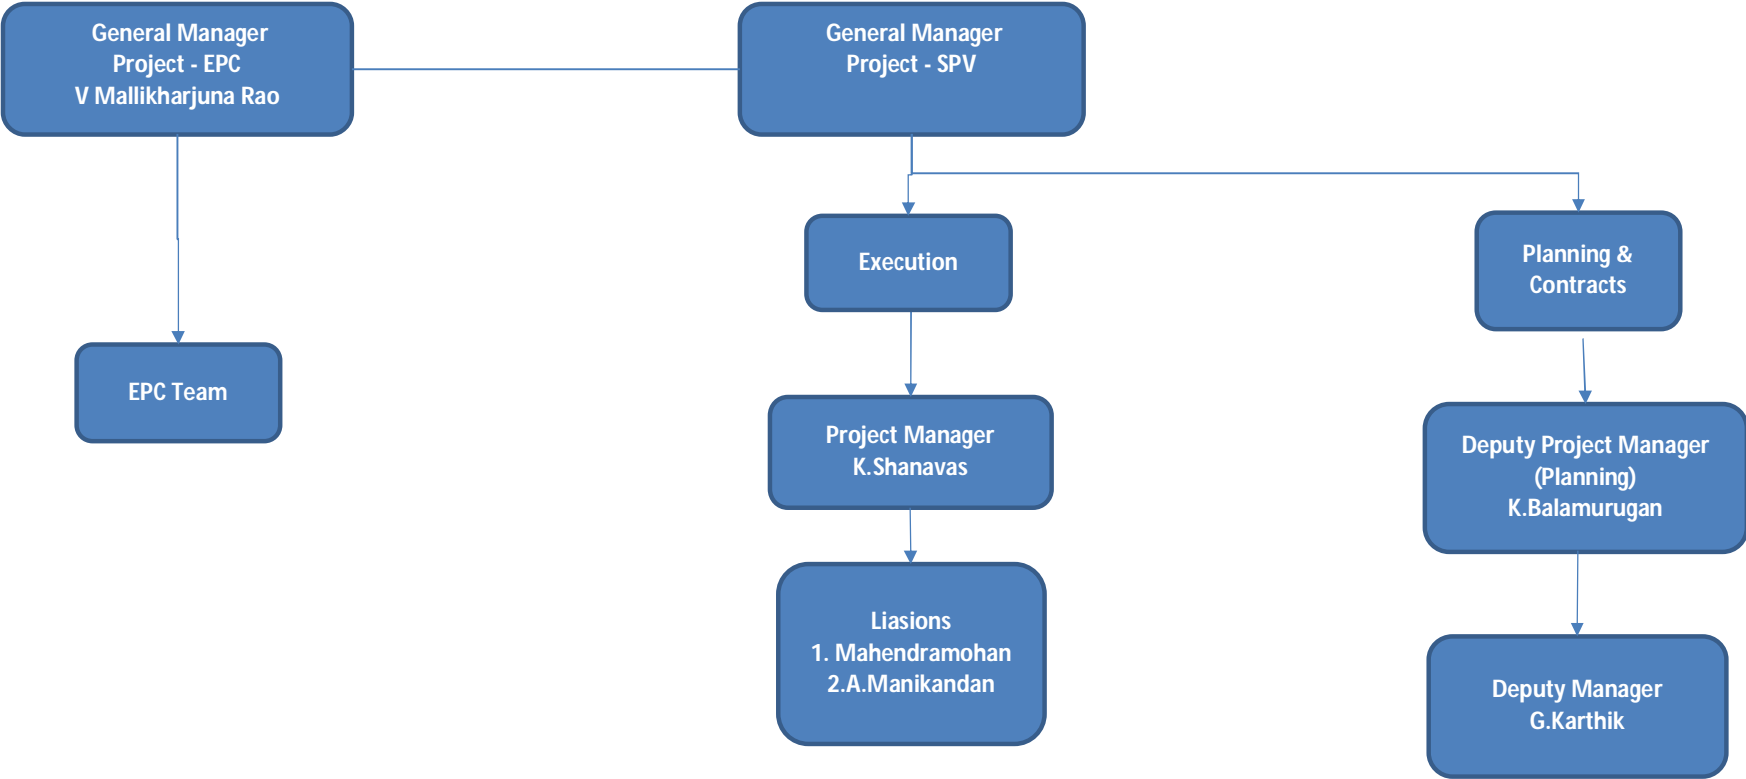 General Manager
Project - EPC
V Mallikharjuna Rao
General Manager
Project - SPV
Execution
Planning &
Contracts
EPC Team
Project Manager
K.Shanavas
Deputy Project Manager
(Planning)
K.Balamurugan
Liasions
1. Mahendramohan
2.A.Manikandan
Deputy Manager
G.Karthik